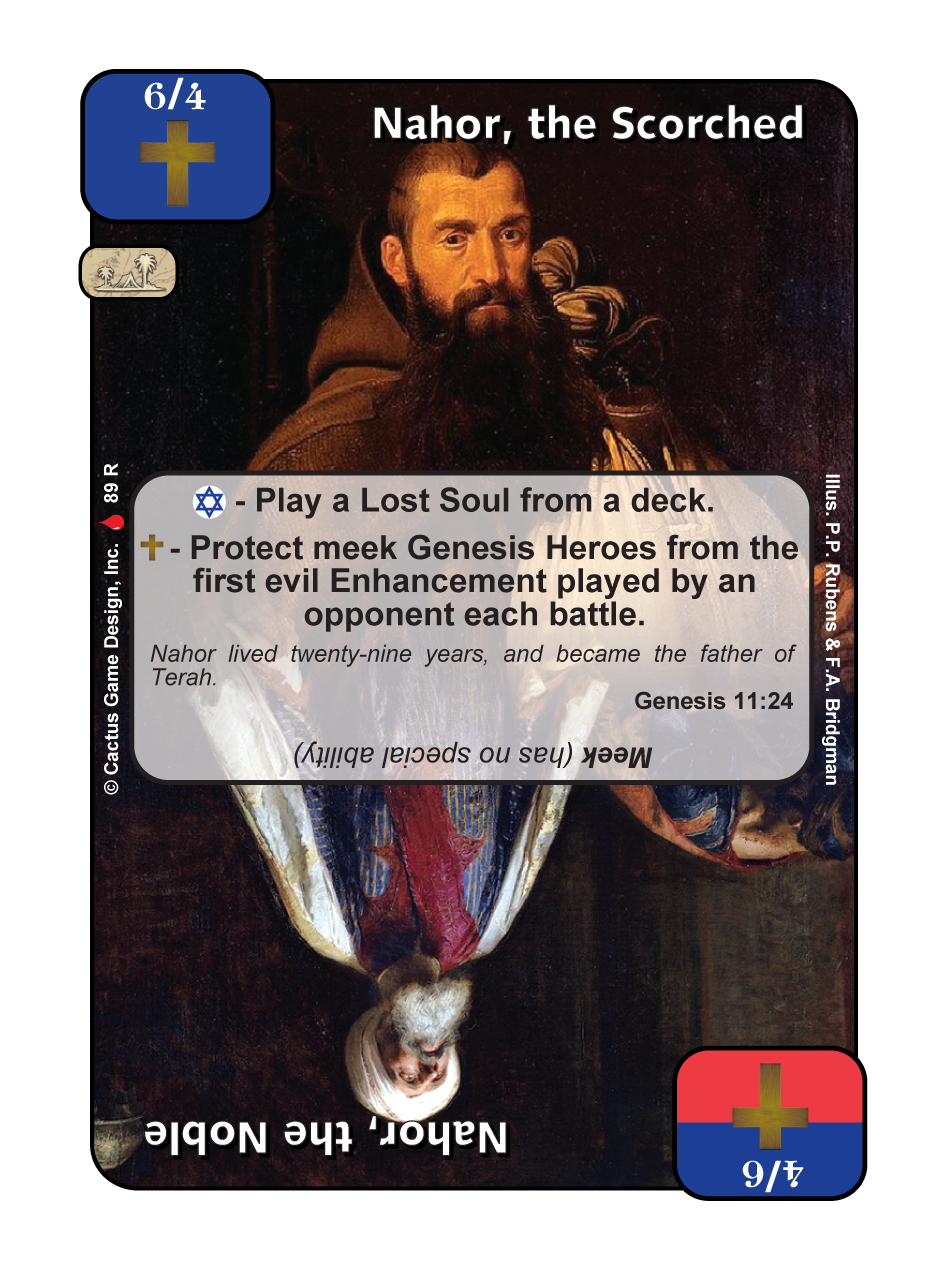 6/4
Nahor, the Scorched
- Play a Lost Soul from a deck.
- Protect meek Genesis Heroes from the
first evil Enhancement played by an
opponent each battle.
Nahor lived twenty-nine years, and became the father of
Terah.
Genesis 11:24
Meek (has no special ability)
© Cactus Game Design, Inc. 89 R
Illus. P.P. Rubens & F.A. Bridgman
Nahor, the Noble
4/6